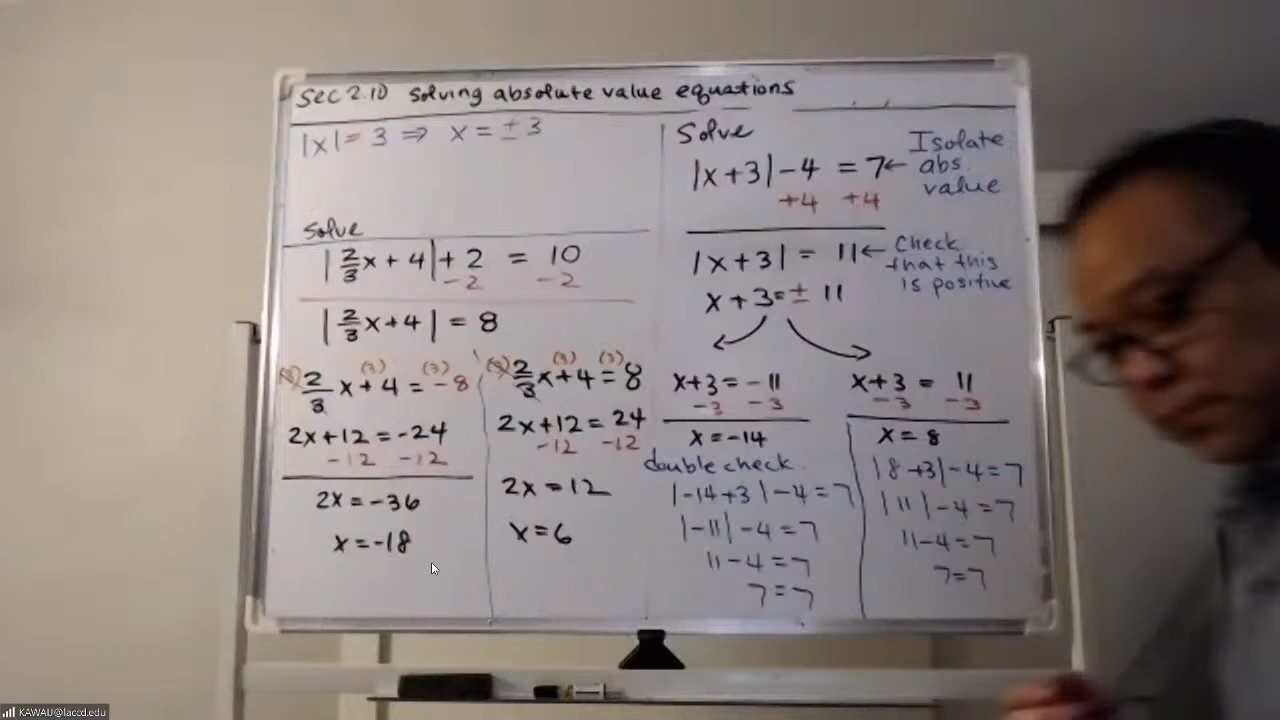 Sec 2.10 Solving absolute value equations
|x| = 3 ⇒ x = ± 3
Solve
|2/3 x + 4| + 2 = 10
-2 -2
|2/3 x + 4| = 8
(3) 2/3 x + 4 = -8 (3) (3)
2x + 12 = -24
-12 -12
2x = -36
x = -18
(3) 2/3 x + 4 = 8 (3) (3)
2x + 12 = 24
-12 -12
2x = 12
x = 6
Solve
|x + 3| - 4 = 7 ← Isolate abs. value
+4 +4
|x + 3| = 11 ← Check that this is positive
x + 3 = ± 11
x + 3 = -11
-3 -3
x = -14
double check
|-14 + 3| - 4 = 7
|-11| - 4 = 7
11 - 4 = 7
7 = 7
x + 3 = 11
-3 -3
x = 8
|8 + 3| - 4 = 7
|11| - 4 = 7
11 - 4 = 7
7 = 7
KAWAIJ@laccd.edu